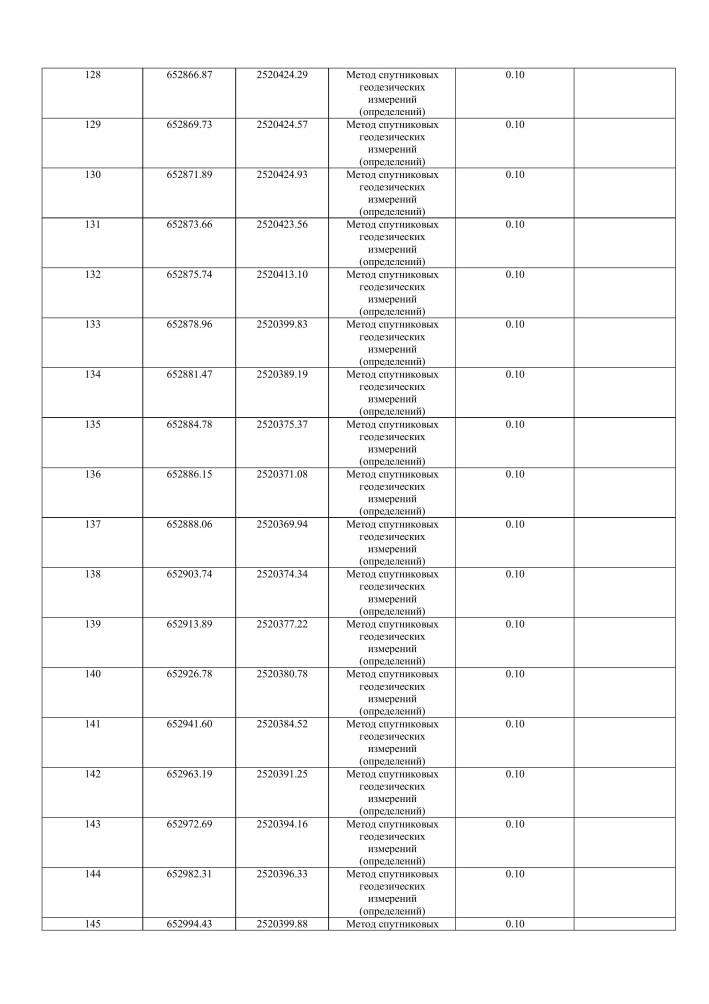 128 652866.87 2520424.29 Метод спутниковых 0.10
геодезических
измерений
(определений)
129 652869.73 2520424.57 Метод спутниковых 0.10
геодезических
измерений
(определений)
130 652871.89 2520424.93 Метод спутниковых 0.10
геодезических
измерений
(определений)
131 652873.66 2520423.56 Метод спутниковых 0.10
геодезических
измерений
(определений)
132 652875.74 2520413.10 Метод спутниковых 0.10
геодезических
измерений
(определений)
133 652878.96 2520399.83 Метод спутниковых 0.10
геодезических
измерений
(определений)
134 652881.47 2520389.19 Метод спутниковых 0.10
геодезических
измерений
(определений)
135 652884.78 2520375.37 Метод спутниковых 0.10
геодезических
измерений
(определений)
136 652886.15 2520371.08 Метод спутниковых 0.10
геодезических
измерений
(определений)
137 652888.06 2520369.94 Метод спутниковых 0.10
геодезических
измерений
(определений)
138 652903.74 2520374.34 Метод спутниковых 0.10
геодезических
измерений
(определений)
139 652913.89 2520377.22 Метод спутниковых 0.10
геодезических
измерений
(определений)
140 652926.78 2520380.78 Метод спутниковых 0.10
геодезических
измерений
(определений)
141 652941.60 2520384.52 Метод спутниковых 0.10
геодезических
измерений
(определений)
142 652963.19 2520391.25 Метод спутниковых 0.10
геодезических
измерений
(определений)
143 652972.69 2520394.16 Метод спутниковых 0.10
геодезических
измерений
(определений)
144 652982.31 2520396.33 Метод спутниковых 0.10
геодезических
измерений
(определений)
145 652994.43 2520399.88 Метод спутниковых 0.10